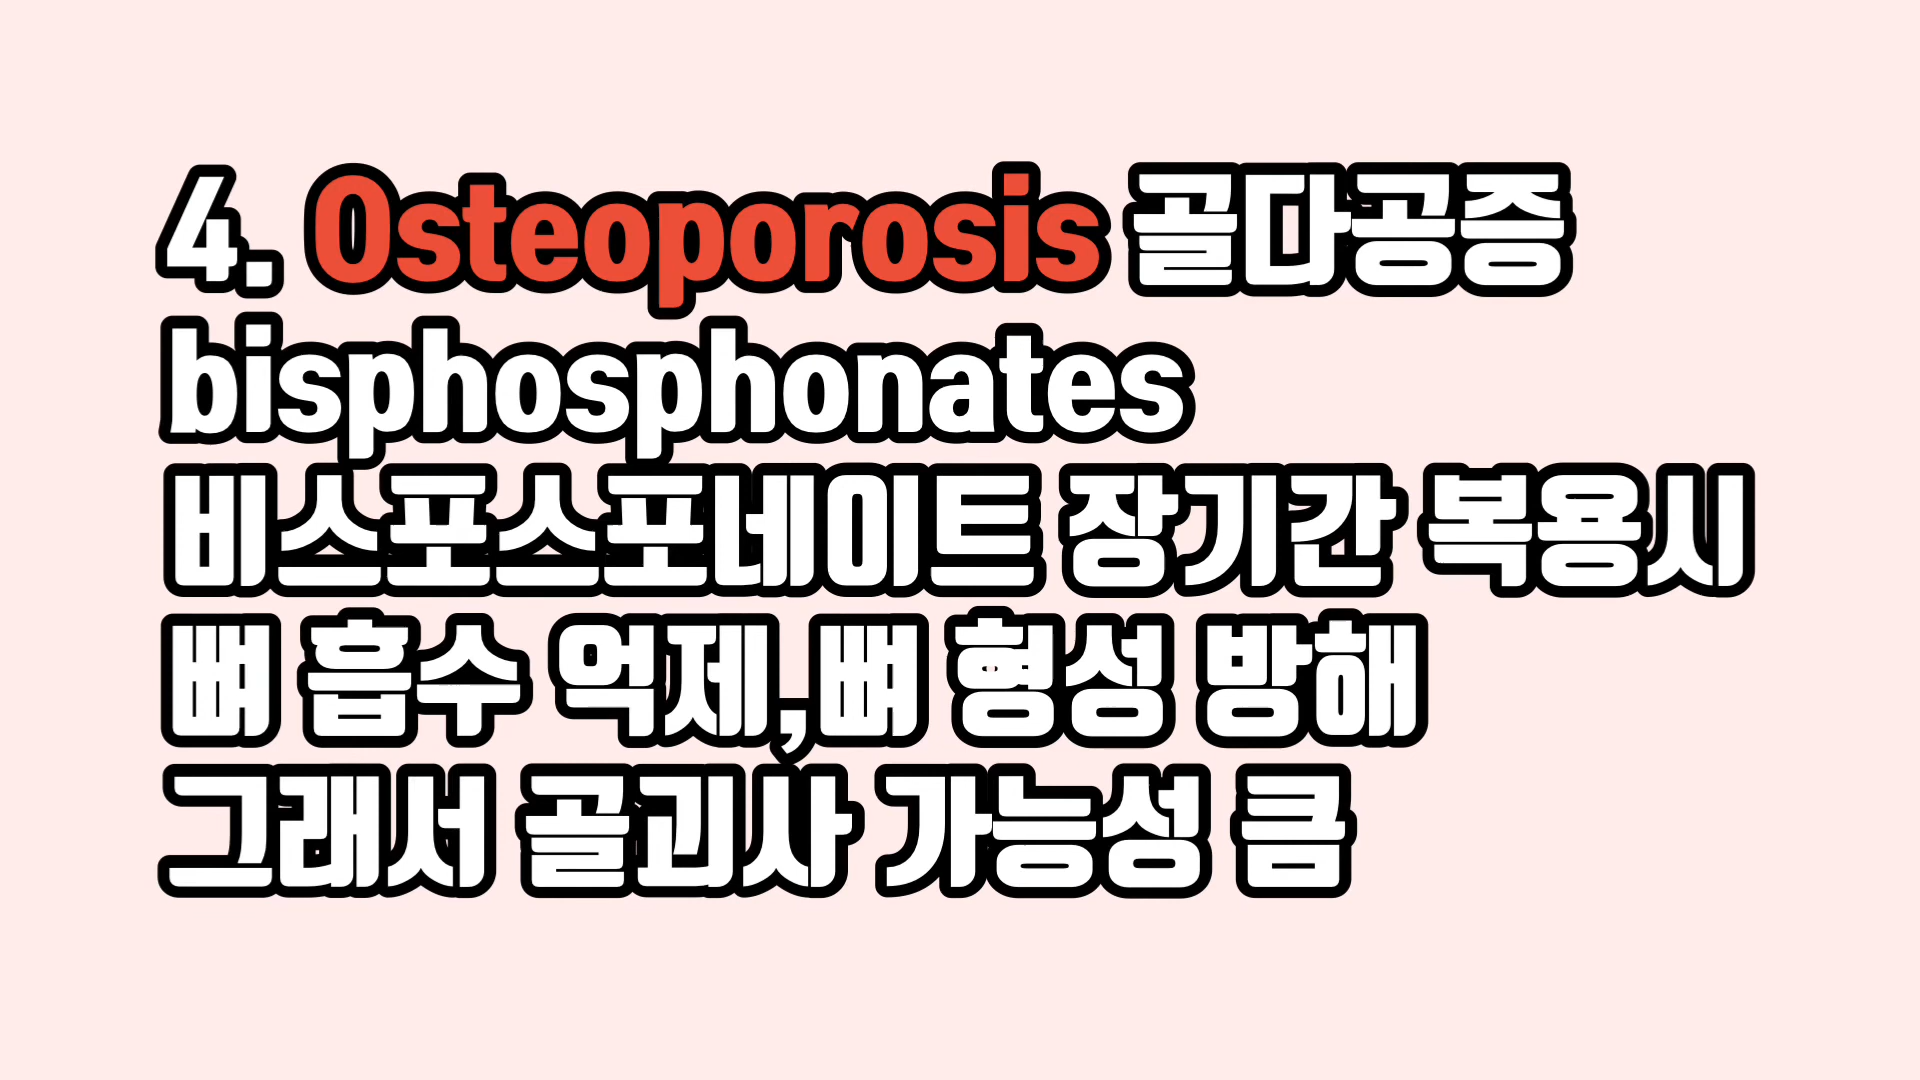 4. Osteoporosis 골다공증
bisphosphonates
비스포스포네이트 장기간 복용시
뼈 흡수 억제,뼈 형성 방해
그래서 골괴사 가능성 큼